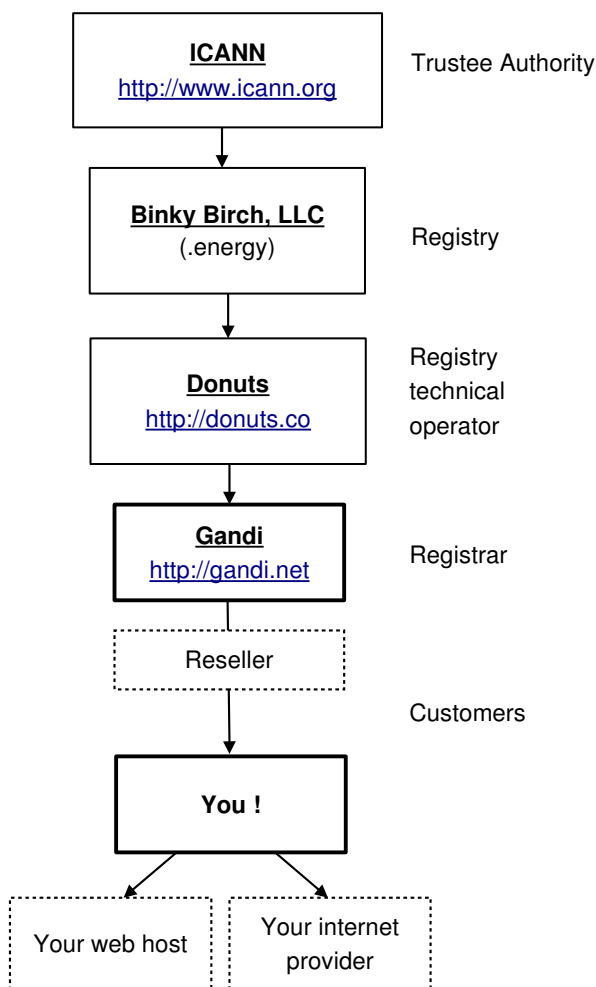 ICANN
http://www.icann.org
Trustee Authority
Binky Birch, LLC
(.energy)
Registry
Donuts
http://donuts.co
Registry
technical
operator
Gandi
http://gandi.net
Registrar
Reseller
Customers
You !
Your web host
Your internet
provider